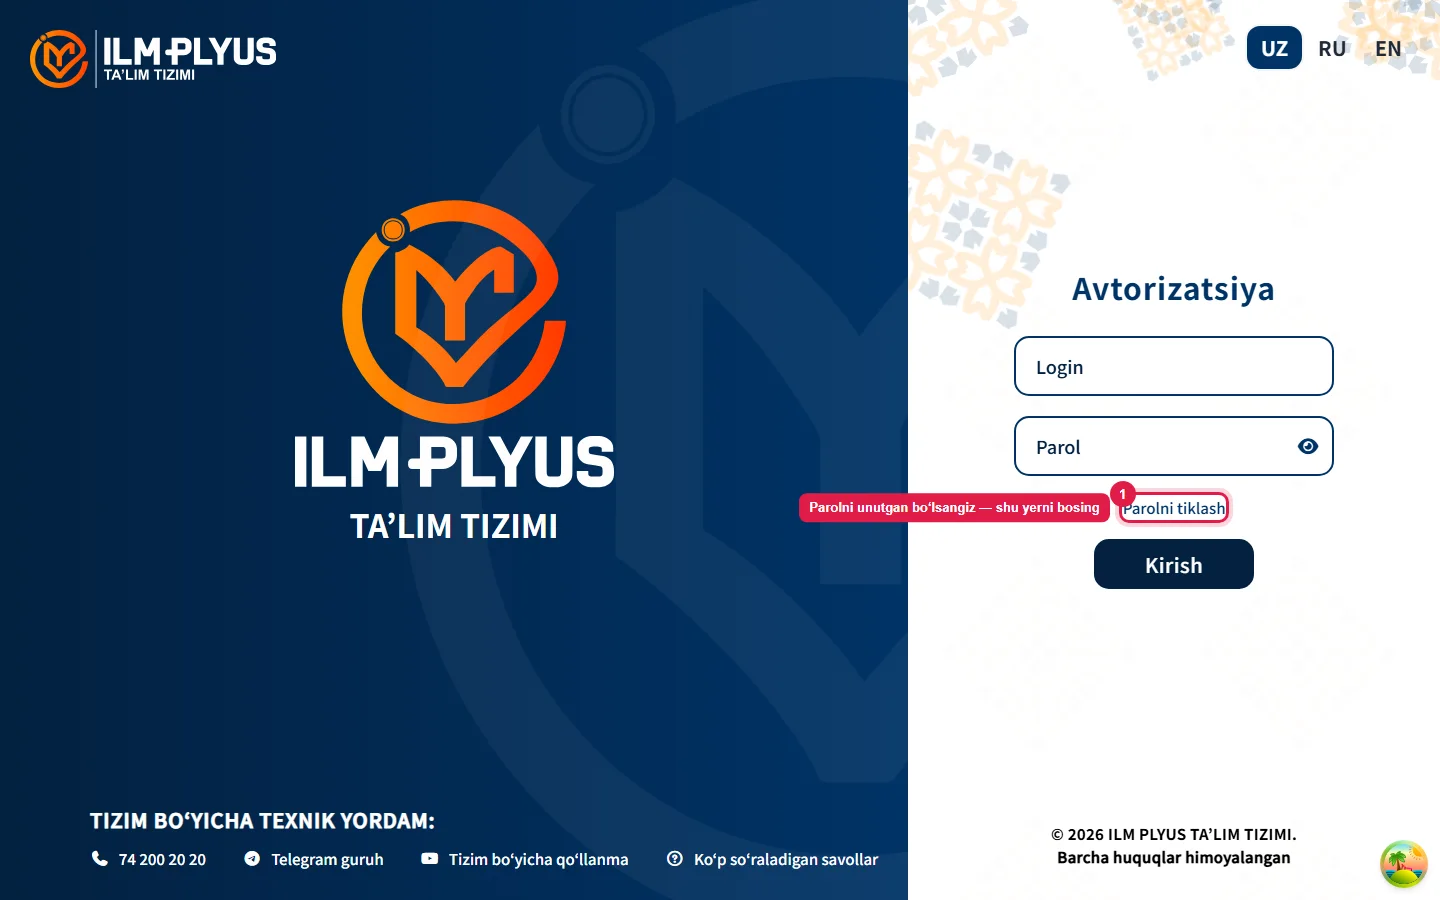 ILM-PLYUS
TA’LIM TIZIMI
UZ
RU
EN
ILM-PLYUS
TA’LIM TIZIMI
Avtorizatsiya
Login
Parol
Parolni unutgan bo‘lsangiz — shu yerni bosing
1
Parolni tiklash
Kirish
TIZIM BO‘YICHA TEXNIK YORDAM:
74 200 20 20
Telegram guruh
Tizim bo‘yicha qo‘llanma
Ko‘p so‘raladigan savollar
© 2026 ILM PLYUS TA’LIM TIZIMI.
Barcha huquqlar himoyalangan